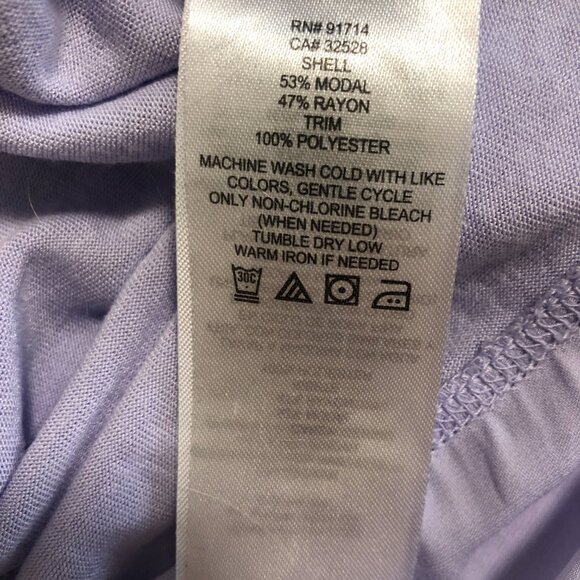 RN# 91714
CA# 32528
SHELL
53% MODAL
47% RAYON
TRIM
100% POLYESTER
MACHINE WASH COLD WITH LIKE
COLORS, GENTLE CYCLE
ONLY NON-CHLORINE BLEACH
(WHEN NEEDED)
TUMBLE DRY LOW
WARM IRON IF NEEDED
30C